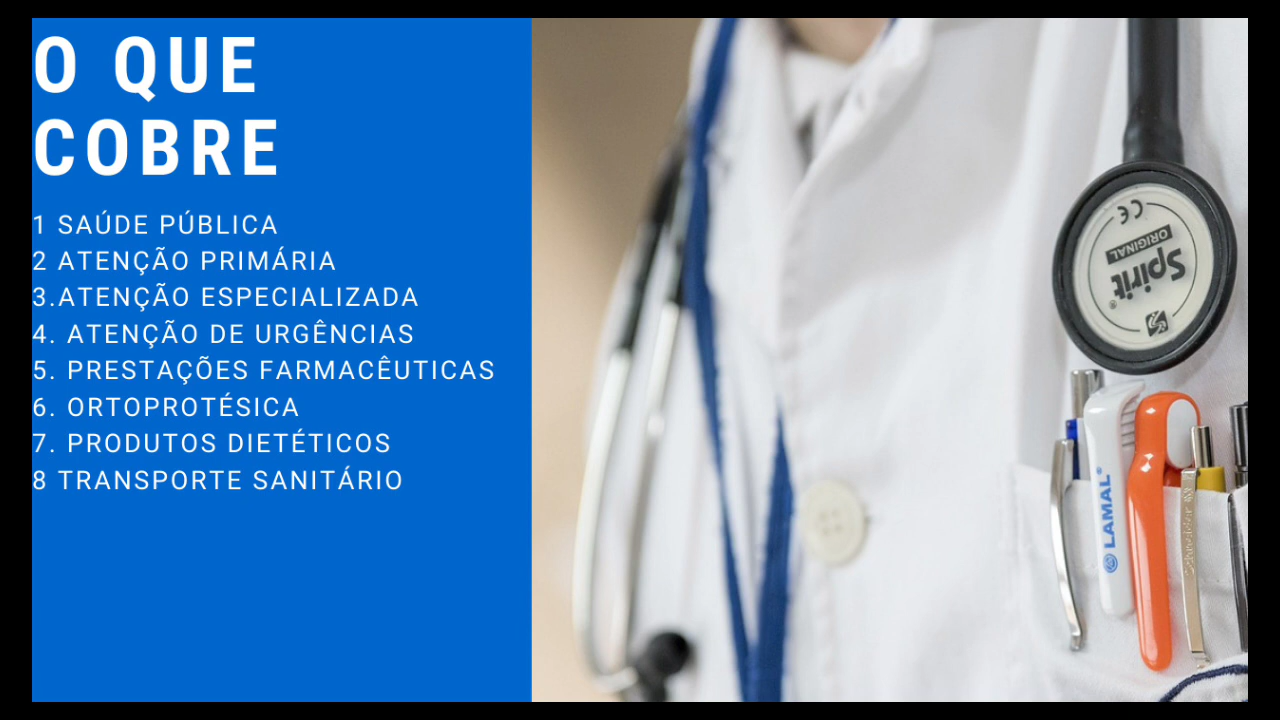 O QUE
COBRE
1 SAÚDE PÚBLICA
2 ATENÇÃO PRIMÁRIA
3.ATENÇÃO ESPECIALIZADA
4. ATENÇÃO DE URGÊNCIAS
5. PRESTAÇÕES FARMACÊUTICAS
6. ORTOPROTÉSICA
7. PRODUTOS DIETÉTICOS
8 TRANSPORTE SANITÁRIO
CE
ORIGINAL
Spirit®
LAMAL®